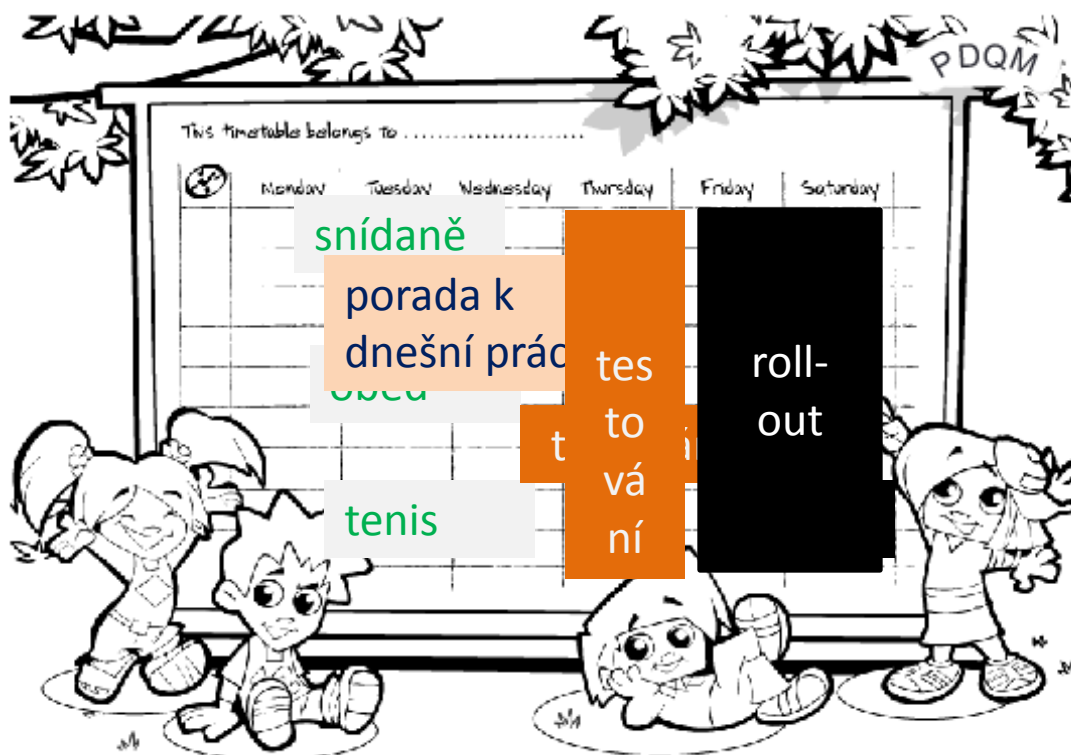 PDQM
This timetable belongs to ........................
Monday Tuesday Wednesday Thursday Friday Saturday
snídaně
porada k
dnešní prác
oběd
tes
to
vá
ní
roll-
out
tenis